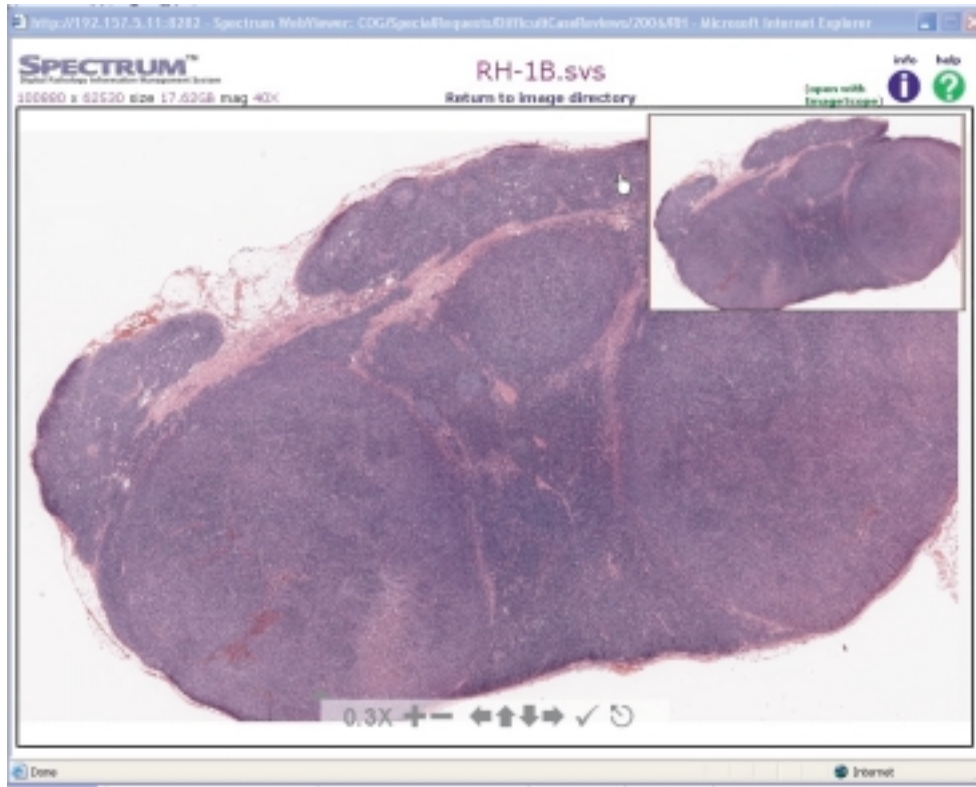 http://192.157.5.11:8282 - Spectrum WebViewer: COG/SpecialRequests/DifficultCaseReviews/2006/RH - Microsoft Internet Explorer
SPECTRUM™
Digital Pathology Information Management System
RH-1B.svs
info
help
100800 x 62530 size 17.62GB mag 40X
Return to image directory
(open with
ImageScope)
i
?
0.3X
Done
Internet